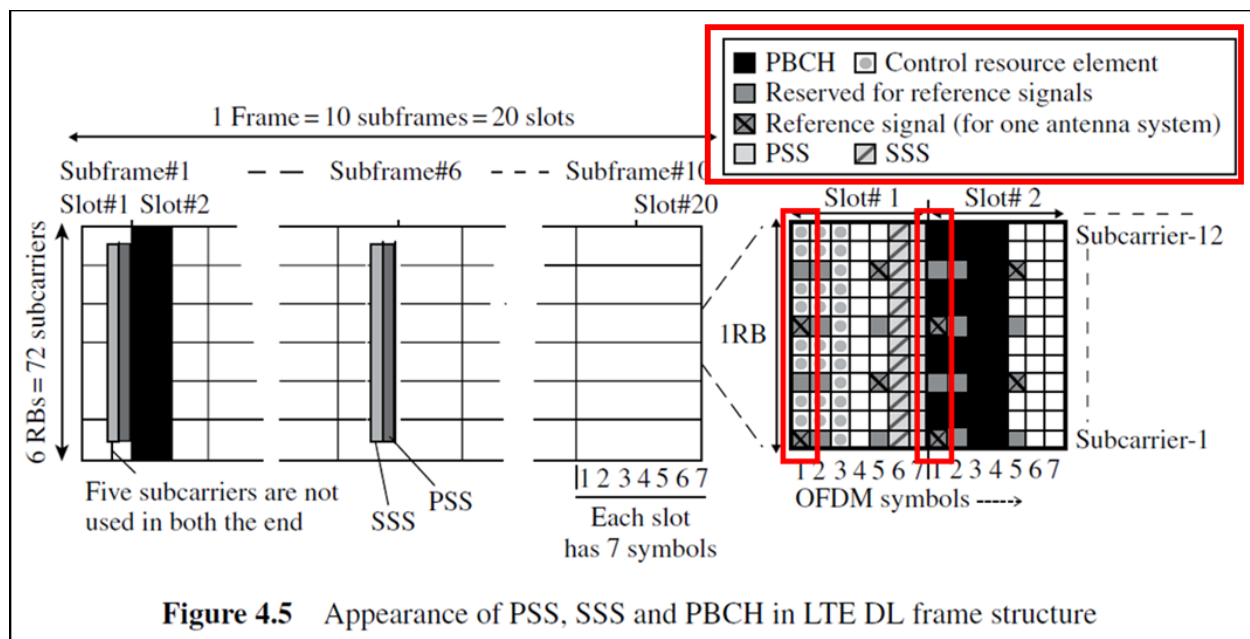 PBCH Control resource element
Reserved for reference signals
Reference signal (for one antenna system)
PSS SSS
1 Frame = 10 subframes = 20 slots
Subframe#1 Subframe#6 Subframe#10
Slot#1 Slot#2 Slot#20
6 RBs = 72 subcarriers
Five subcarriers are not
used in both the end
SSS
PSS
1 2 3 4 5 6 7
Each slot
has 7 symbols
Slot# 1 Slot# 2
Subcarrier-12
1RB
Subcarrier-1
1 2 3 4 5 6 7 1 2 3 4 5 6 7
OFDM symbols ---->
Figure 4.5 Appearance of PSS, SSS and PBCH in LTE DL frame structure